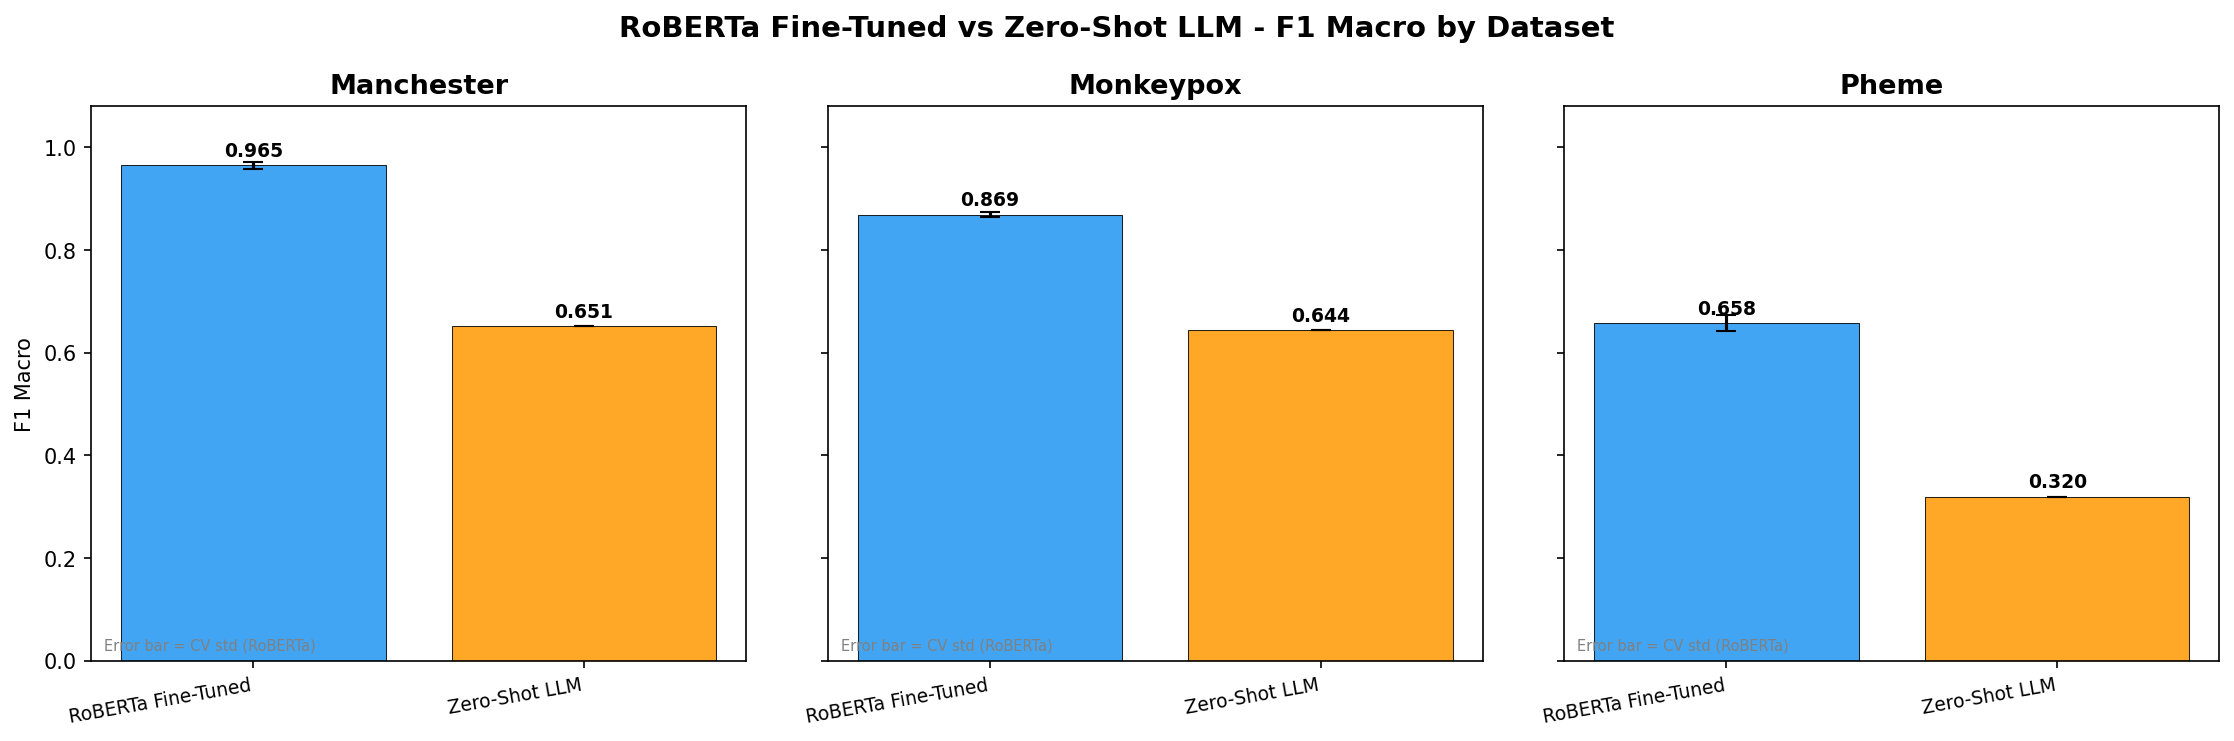 RoBERTa Fine-Tuned vs Zero-Shot LLM - F1 Macro by Dataset
Manchester
F1 Macro
1.0
0.8
0.6
0.4
0.2
0.0
0.965
0.651
Error bar = CV std (RoBERTa)
RoBERTa Fine-Tuned
Zero-Shot LLM
Monkeypox
0.869
0.644
Error bar = CV std (RoBERTa)
RoBERTa Fine-Tuned
Zero-Shot LLM
Pheme
0.658
0.320
Error bar = CV std (RoBERTa)
RoBERTa Fine-Tuned
Zero-Shot LLM